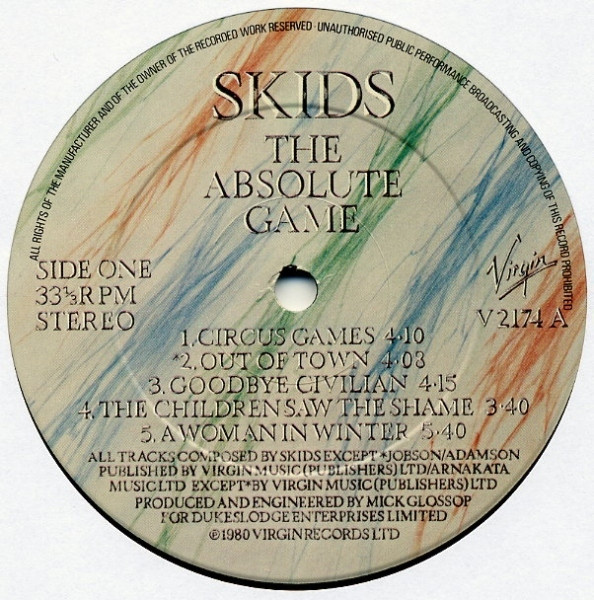 ALL RIGHTS OF THE MANUFACTURER AND OF THE OWNER OF THE RECORDED WORK RESERVED · UNAUTHORISED PUBLIC PERFORMANCE BROADCASTING AND COPYING OF THIS RECORD PROHIBITED
SKIDS
THE
ABSOLUTE
GAME
SIDE ONE
33⅓RPM
STEREO
Virgin
V 2174 A
1.CIRCUS GAMES 4·10
*2.OUT OF TOWN 4·03
3.GOODBYE CIVILIAN 4·15
4.THE CHILDREN SAW THE SHAME 3·40
5.A WOMAN IN WINTER 5·40
ALL TRACKS COMPOSED BY SKIDS EXCEPT *JOBSON/ADAMSON
PUBLISHED BY VIRGIN MUSIC (PUBLISHERS) LTD/ARNAKATA
MUSIC LTD EXCEPT*BY VIRGIN MUSIC (PUBLISHERS) LTD
PRODUCED AND ENGINEERED BY MICK GLOSSOP
FOR DUKESLODGE ENTERPRISES LIMITED
℗1980 VIRGIN RECORDS LTD